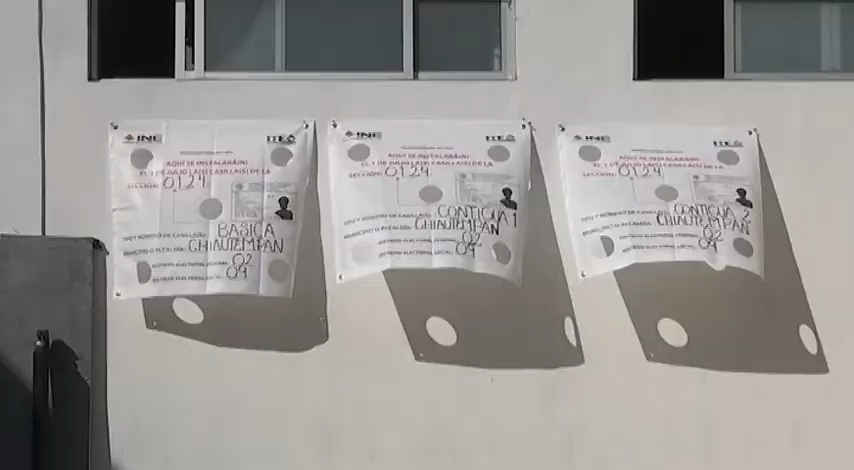 INE
ITE
AQUÍ SE INSTALARÁ(N)
EL 1 DE JULIO LA(S) CASILLA(S) DE LA
SECCIÓN: 0124
TIPO Y NÚMERO DE CASILLA(S): BÁSICA
MUNICIPIO O ALCALDÍA: CHIAUTEMPAN
DISTRITO ELECTORAL FEDERAL: 02
DISTRITO ELECTORAL LOCAL: 09
INE
ITE
AQUÍ SE INSTALARÁ(N)
EL 1 DE JULIO LA(S) CASILLA(S) DE LA
SECCIÓN: 0124
TIPO Y NÚMERO DE CASILLA(S): CONTIGUA 1
MUNICIPIO O ALCALDÍA: CHIAUTEMPAN
DISTRITO ELECTORAL FEDERAL: 02
DISTRITO ELECTORAL LOCAL: 09
INE
ITE
AQUÍ SE INSTALARÁ(N)
EL 1 DE JULIO LA(S) CASILLA(S) DE LA
SECCIÓN: 0124
TIPO Y NÚMERO DE CASILLA(S): CONTIGUA 2
MUNICIPIO O ALCALDÍA: CHIAUTEMPAN
DISTRITO ELECTORAL FEDERAL: 02
DISTRITO ELECTORAL LOCAL: 09